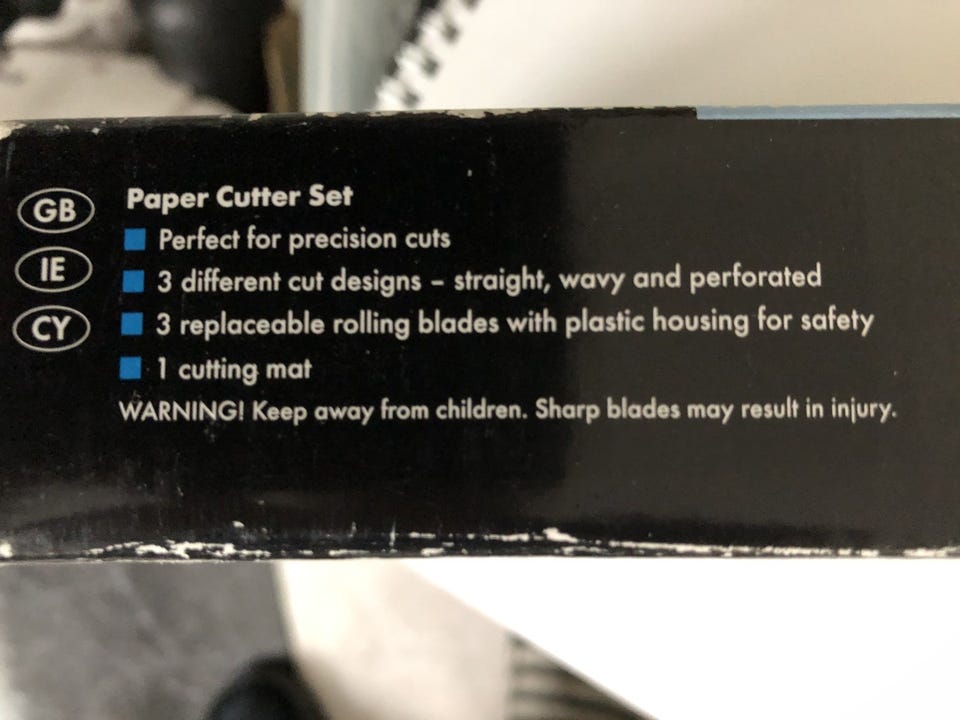 GB
IE
CY
Paper Cutter Set
Perfect for precision cuts
3 different cut designs – straight, wavy and perforated
3 replaceable rolling blades with plastic housing for safety
1 cutting mat
WARNING! Keep away from children. Sharp blades may result in injury.